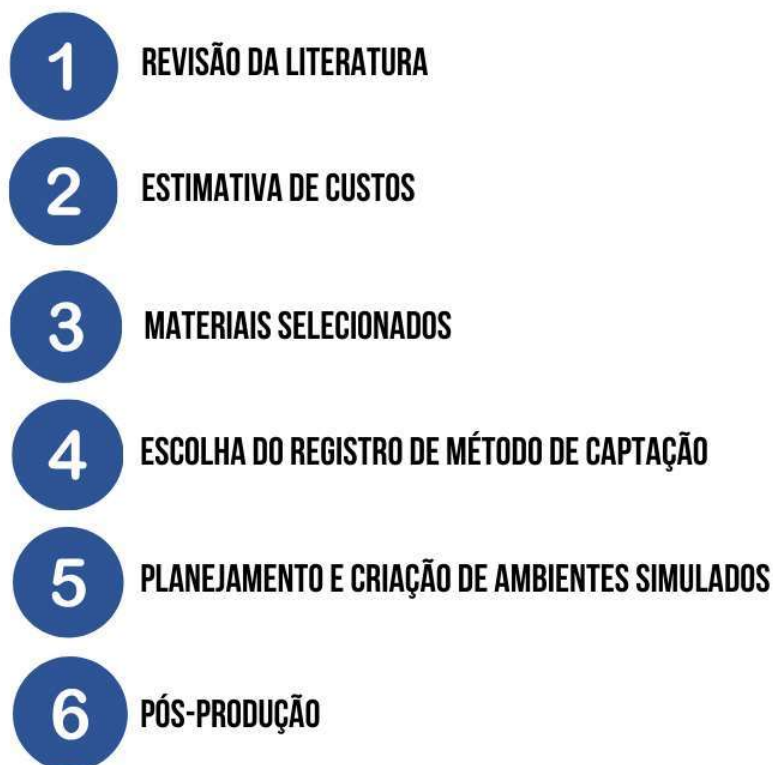 1 REVISÃO DA LITERATURA
2 ESTIMATIVA DE CUSTOS
3 MATERIAIS SELECIONADOS
4 ESCOLHA DO REGISTRO DE MÉTODO DE CAPTAÇÃO
5 PLANEJAMENTO E CRIAÇÃO DE AMBIENTES SIMULADOS
6 PÓS-PRODUÇÃO